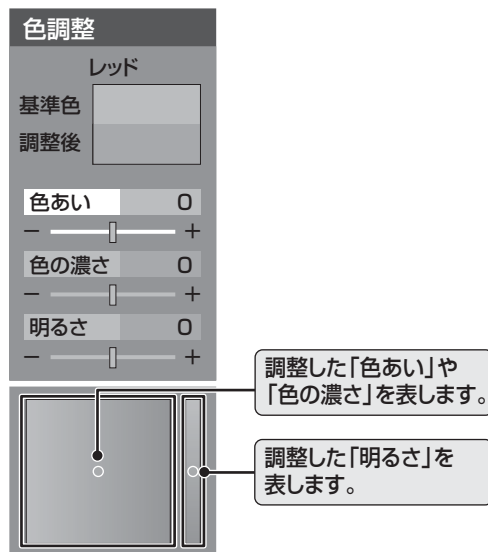 色調整
レッド
基準色
調整後
色あい 0
− +
色の濃さ 0
− +
明るさ 0
− +
調整した「色あい」や
「色の濃さ」を表します。
調整した「明るさ」を
表します。